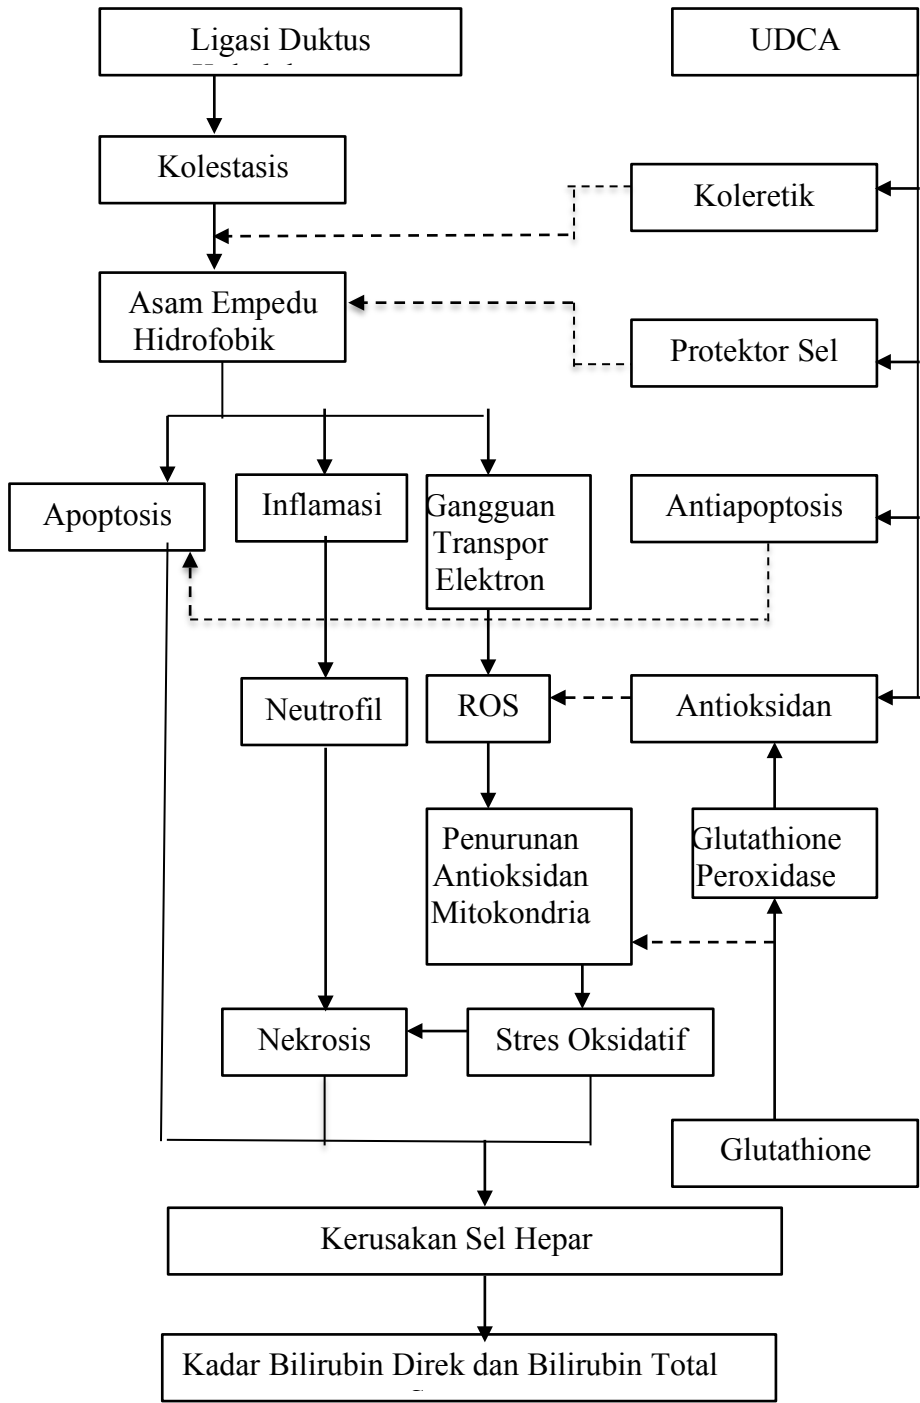 Ligasi Duktus
UDCA
Kolestasis
Koleretik
Asam Empedu
Hidrofobik
Protektor Sel
Apoptosis
Inflamasi
Gangguan
Transpor
Elektron
Antiapoptosis
Neutrofil
ROS
Antioksidan
Penurunan
Antioksidan
Mitokondria
Glutathione
Peroxidase
Nekrosis
Stres Oksidatif
Glutathione
Kerusakan Sel Hepar
Kadar Bilirubin Direk dan Bilirubin Total